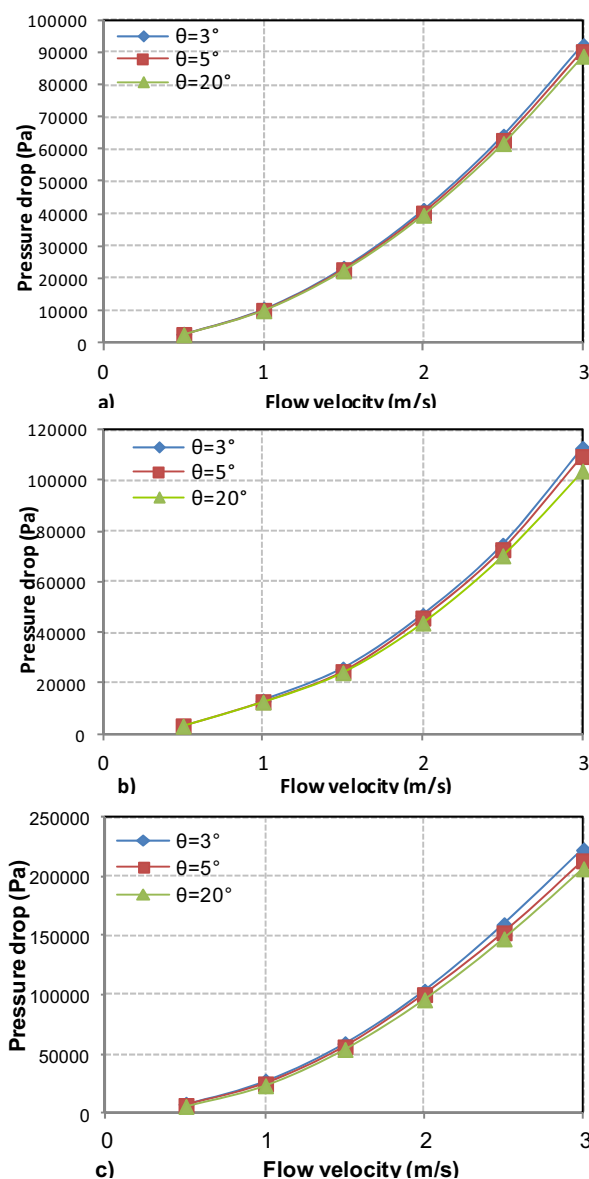 100000
90000
80000
70000
60000
50000
40000
30000
20000
10000
0
Pressure drop (Pa)
θ=3°
θ=5°
θ=20°
0 1 2 3
a) Flow velocity (m/s)
120000
100000
80000
60000
40000
20000
0
Pressure drop (Pa)
θ=3°
θ=5°
θ=20°
0 1 2 3
b) Flow velocity (m/s)
250000
200000
150000
100000
50000
0
Pressure drop (Pa)
θ=3°
θ=5°
θ=20°
0 1 2 3
c) Flow velocity (m/s)